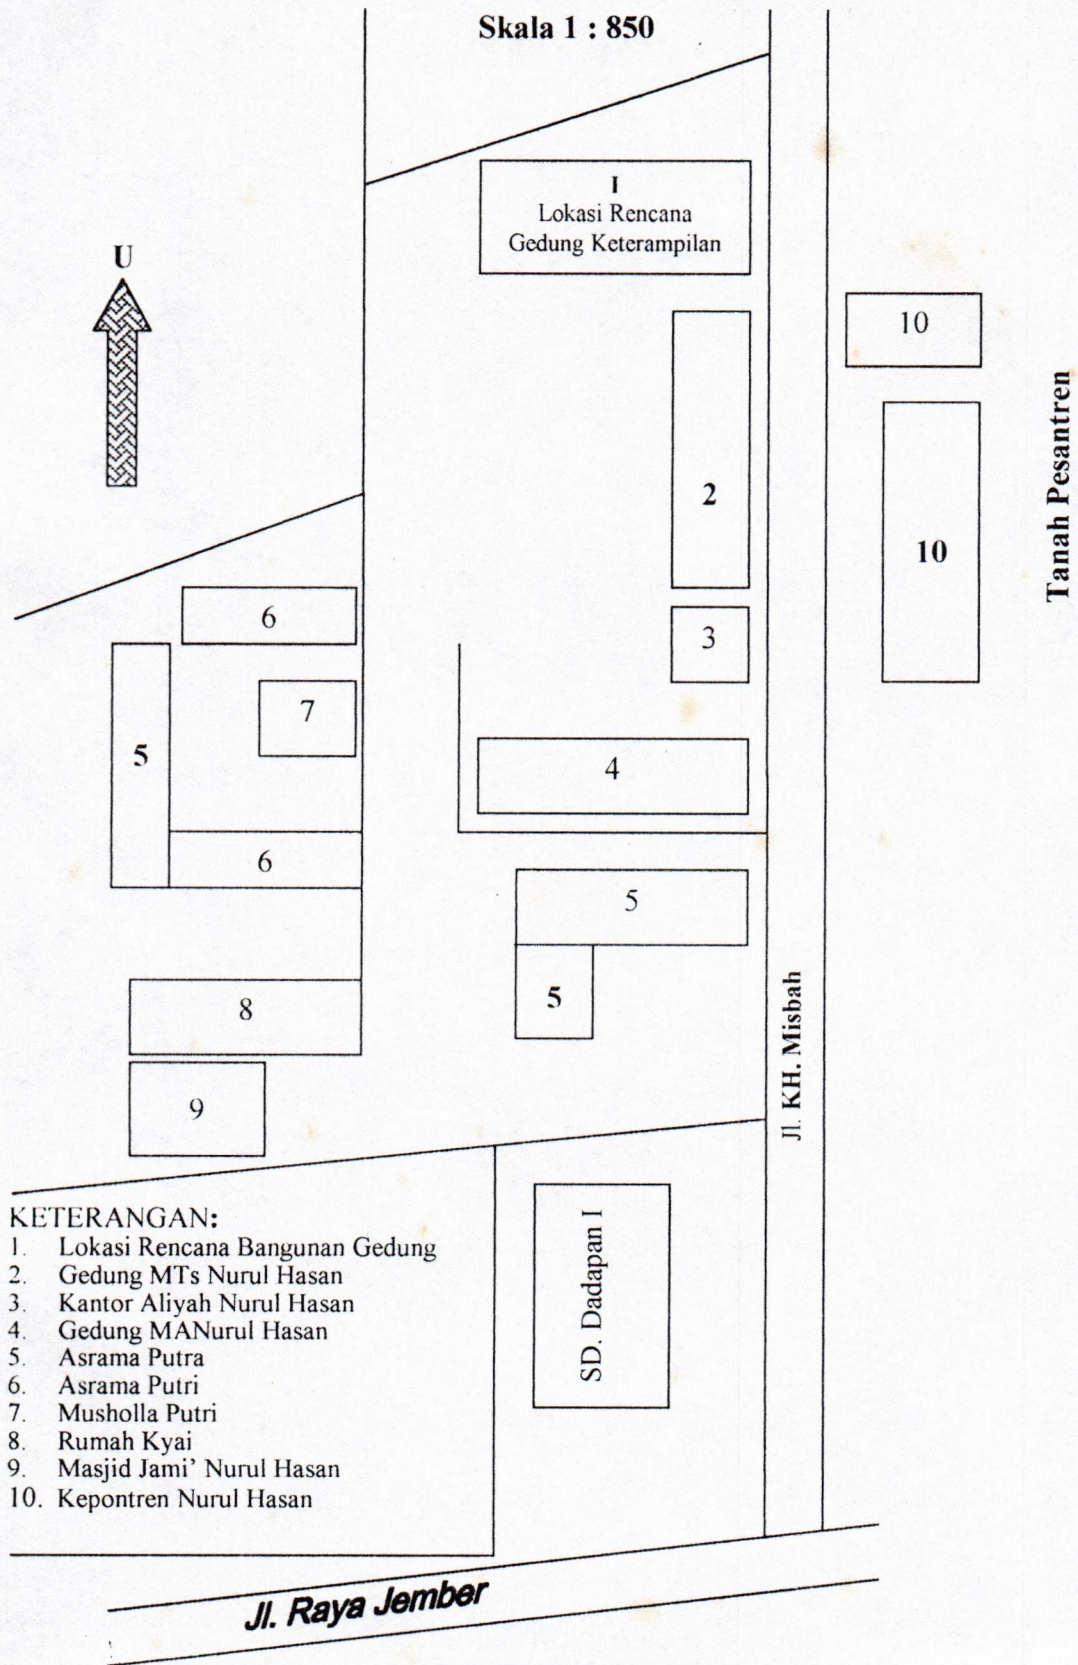 Skala 1 : 850
I
Lokasi Rencana
Gedung Keterampilan
U
10
2
10
Tanah Pesantren
6
3
7
5
4
6
5
8
5
Jl. KH. Misbah
9
KETERANGAN:
1. Lokasi Rencana Bangunan Gedung
2. Gedung MTs Nurul Hasan
3. Kantor Aliyah Nurul Hasan
4. Gedung MANurul Hasan
5. Asrama Putra
6. Asrama Putri
7. Musholla Putri
8. Rumah Kyai
9. Masjid Jami’ Nurul Hasan
10. Kepontren Nurul Hasan
SD. Dadapan I
Jl. Raya Jember